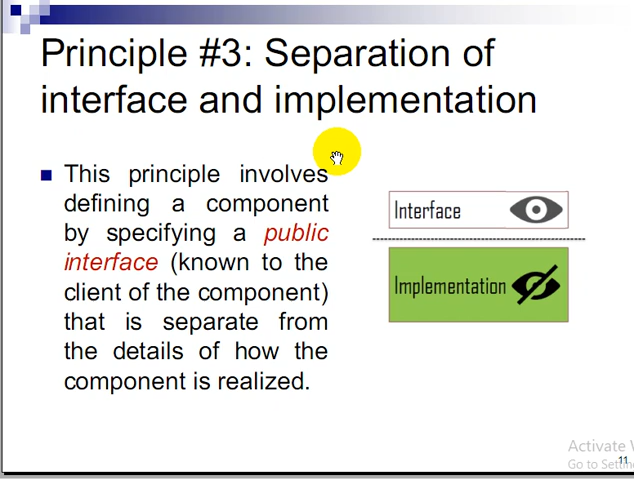 Principle #3: Separation of
interface and implementation
This principle involves
defining a component
by specifying a public
interface (known to the
client of the component)
that is separate from
the details of how the
component is realized.
Interface
Implementation
Activate
Go to
11